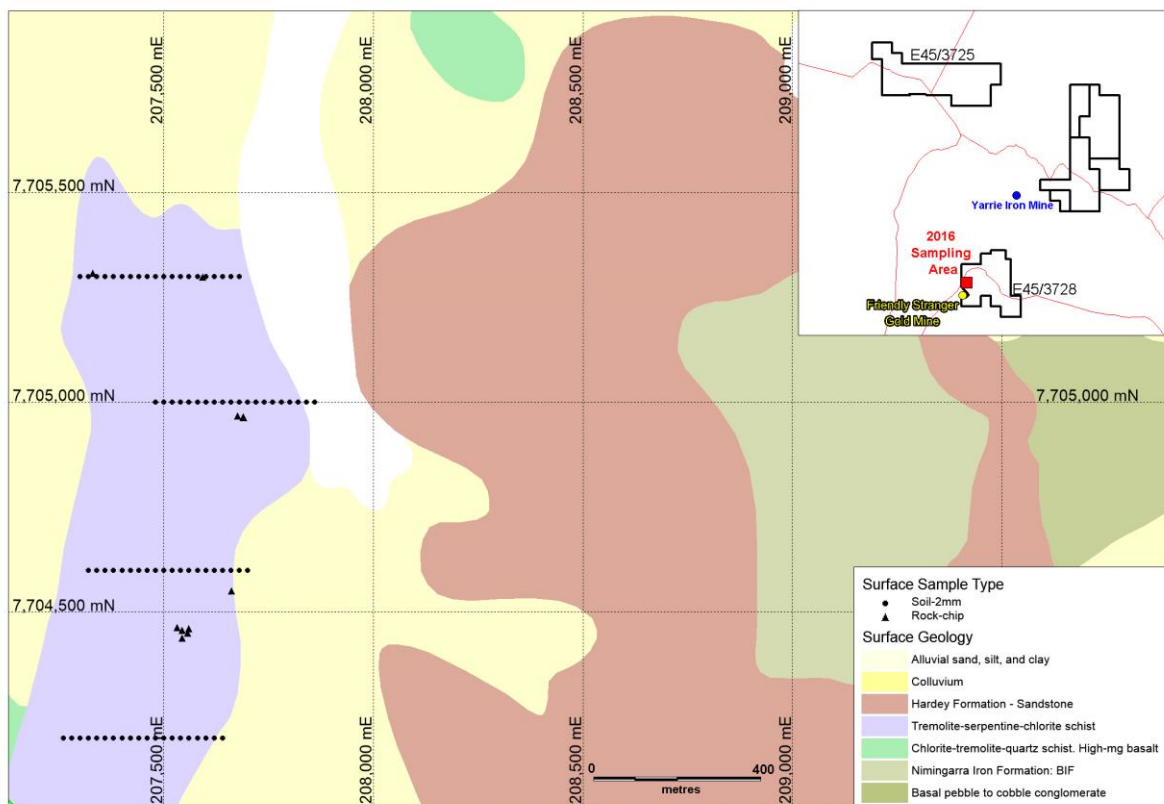 207,500 mE
208,000 mE
208,500 mE
209,000 mE
E45/3725
Yarrie Iron Mine
2016
Sampling
Area
E45/3728
Friendly Stranger
Gold Mine
7,705,500 mN
7,705,000 mN
7,705,000 mN
7,704,500 mN
207,500 mE
208,000 mE
208,500 mE
209,000 mE
0
400
metres
Surface Sample Type
Soil-2mm
Rock-chip
Surface Geology
Alluvial sand, silt, and clay
Colluvium
Hardey Formation - Sandstone
Tremolite-serpentine-chlorite schist
Chlorite-tremolite-quartz schist. High-mg basalt
Nimingarra Iron Formation: BIF
Basal pebble to cobble conglomerate